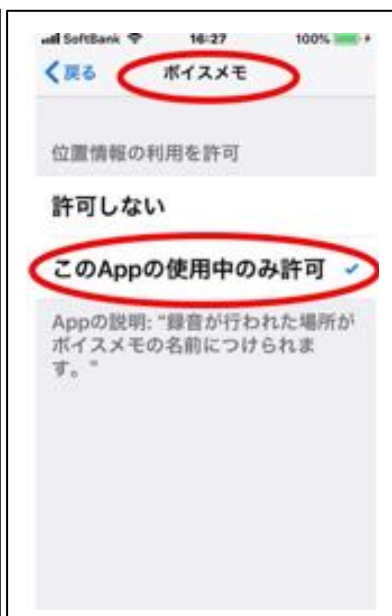 SoftBank 16:27 100%
戻る ボイスメモ
位置情報の利用を許可
許可しない
このAppの使用中のみ許可
Appの説明: "録音が行われた場所が
ボイスメモの名前につけられま
す。"